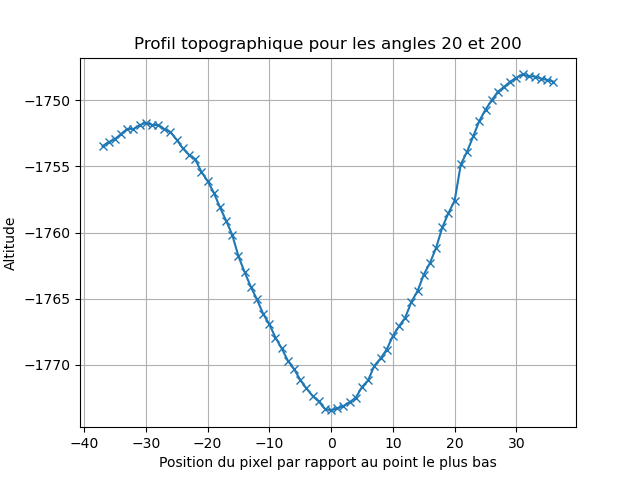 Profil topographique pour les angles 20 et 200
Altitude
−1750
−1755
−1760
−1765
−1770
−40 −30 −20 −10 0 10 20 30
Position du pixel par rapport au point le plus bas